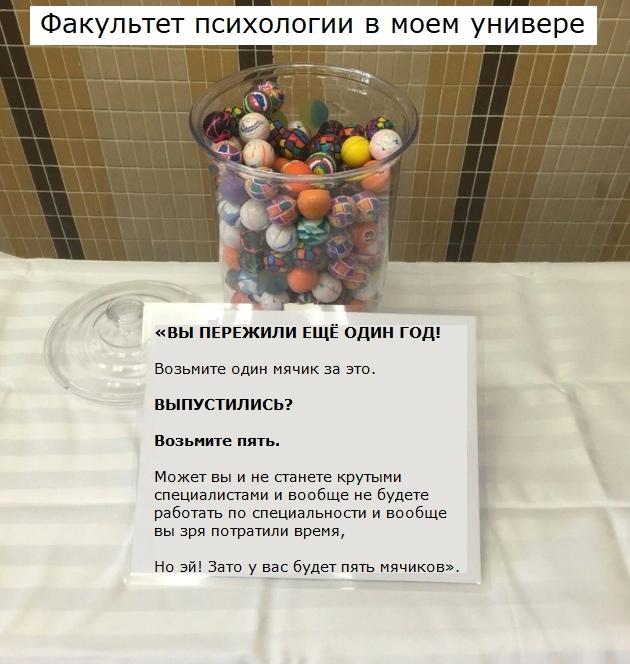 Факультет психологии в моем универе
«ВЫ ПЕРЕЖИЛИ ЕЩЁ ОДИН ГОД!
Возьмите один мячик за это.
ВЫПУСТИЛИСЬ?
Возьмите пять.
Может вы и не станете крутыми
специалистами и вообще не будете
работать по специальности и вообще
вы зря потратили время,
Но эй! Зато у вас будет пять мячиков».